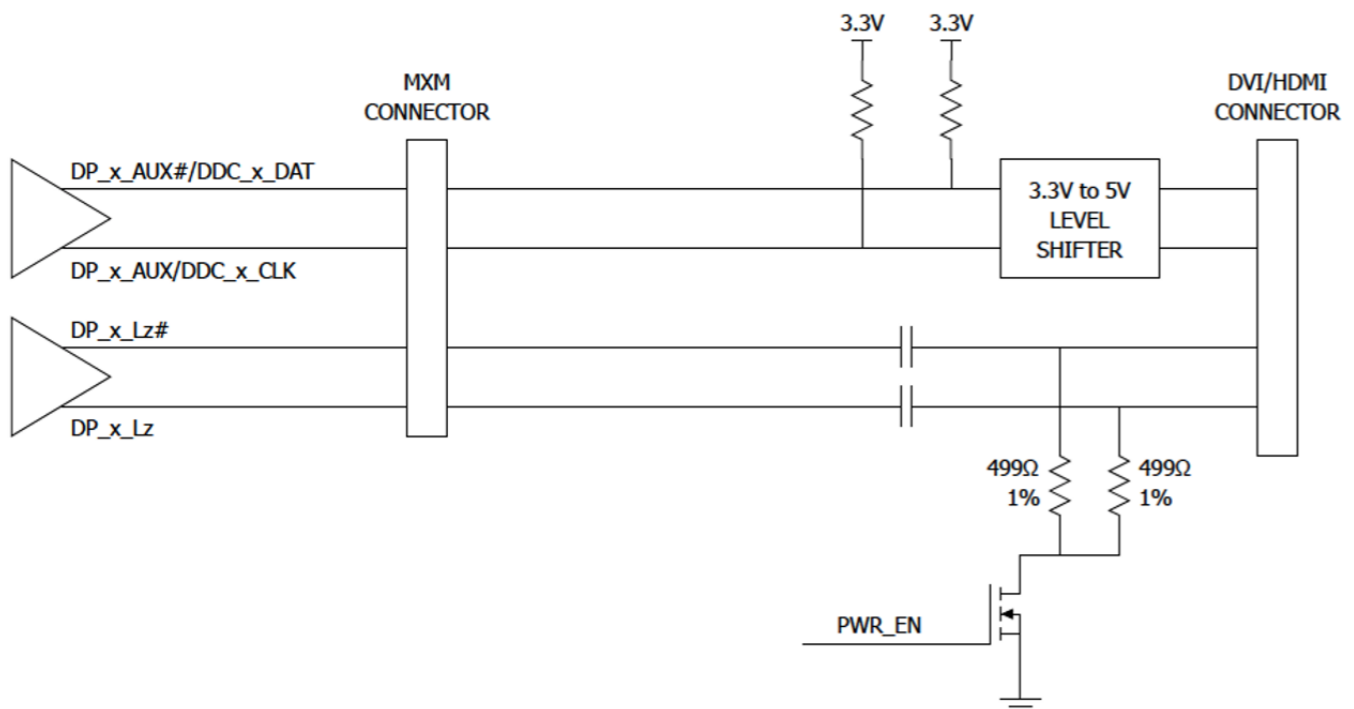 3.3V
3.3V
MXM
CONNECTOR
DVI/HDMI
CONNECTOR
DP_x_AUX#/DDC_x_DAT
3.3V to 5V
LEVEL
SHIFTER
DP_x_AUX/DDC_x_CLK
DP_x_Lz#
DP_x_Lz
499Ω
1%
499Ω
1%
PWR_EN